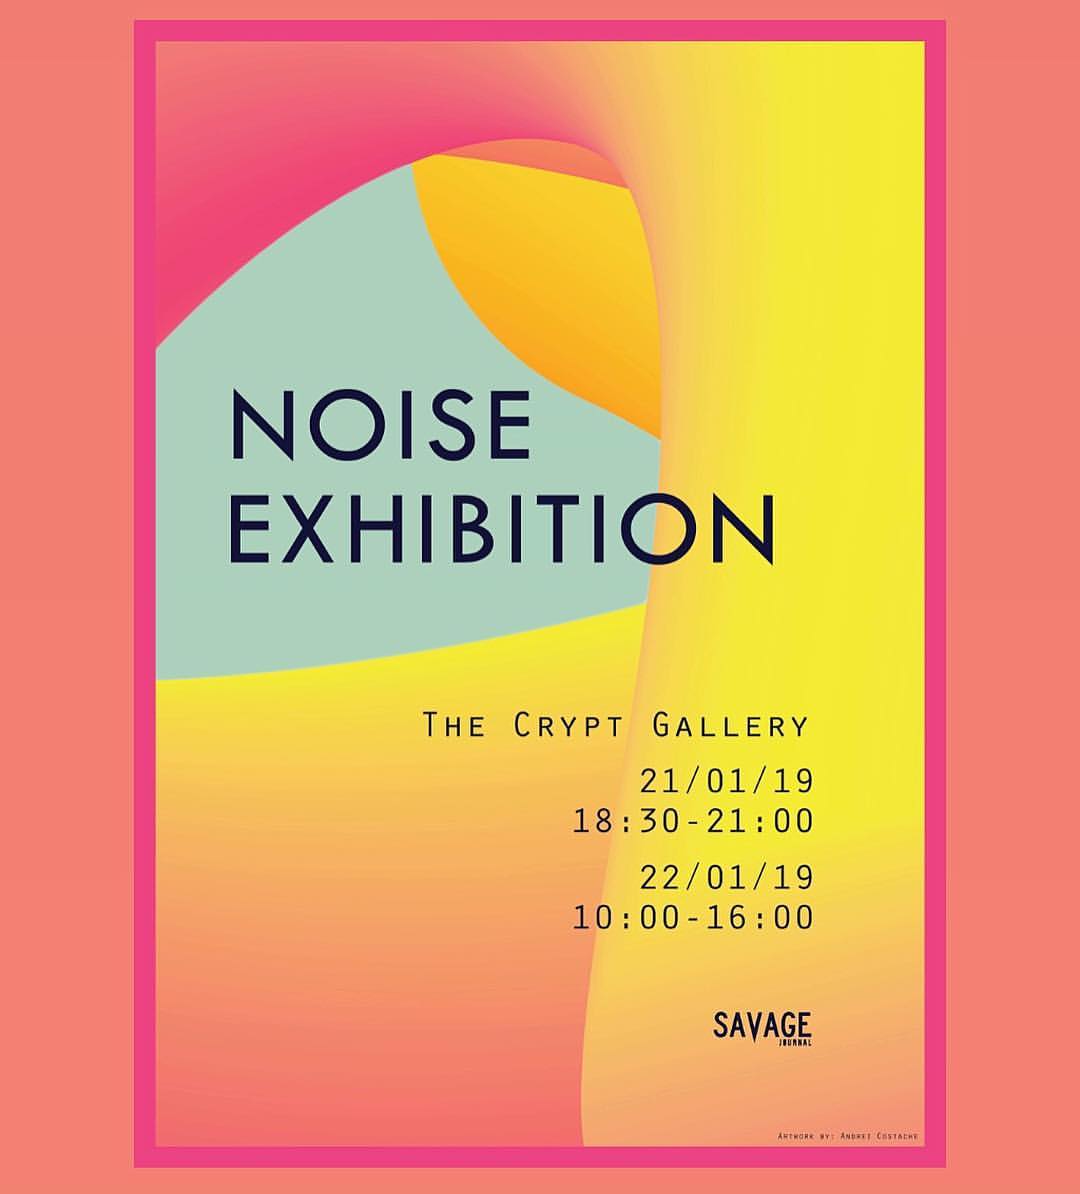 NOISE
EXHIBITION
The Crypt Gallery
21/01/19
18:30-21:00
22/01/19
10:00-16:00
SAVAGE
JOURNAL
Artwork by: Andrei Costache